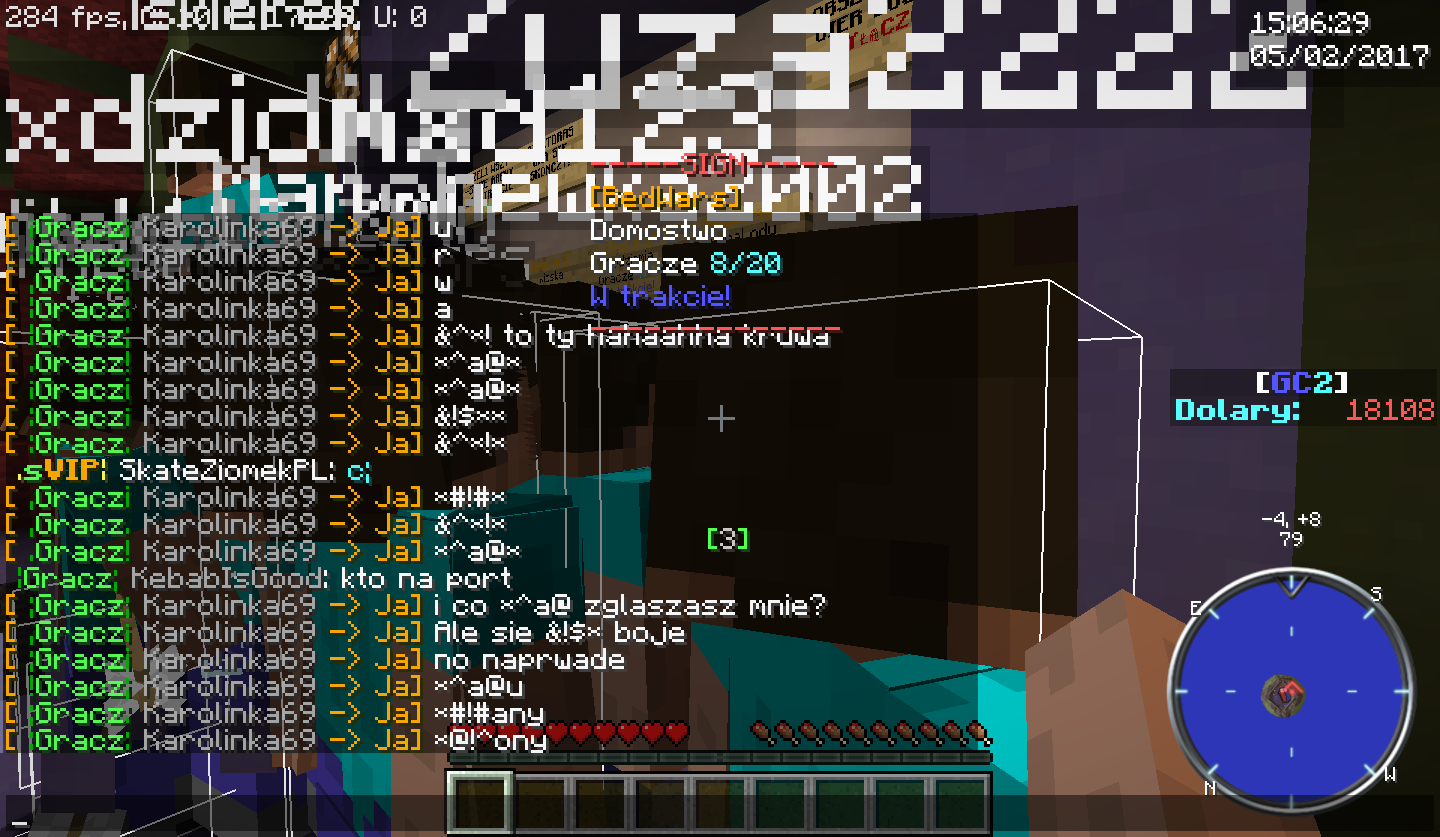 284 fps,
U: 0
15:06:29
05/02/2017
xdzidmxd123
-----SIGN-----
[BedWars]
Domostwo
Gracze 8/20
W trakcie!
[ Gracz Karolinka69 -> Ja] u
[ Gracz Karolinka69 -> Ja] r
[ Gracz Karolinka69 -> Ja] w
[ Gracz Karolinka69 -> Ja] a
[ Gracz Karolinka69 -> Ja] &^×! to ty hahaahha kruwa
[ Gracz Karolinka69 -> Ja] ×^a@×
[ Gracz Karolinka69 -> Ja] ×^a@×
[ Gracz Karolinka69 -> Ja] &!$××
[ Gracz Karolinka69 -> Ja] &^×!×
.sVIP| SkateZiomekPL: c;
[ Gracz Karolinka69 -> Ja] ×#!#×
[ Gracz Karolinka69 -> Ja] &^×!×
[ Gracz Karolinka69 -> Ja] ×^a@×
Gracz KebabIsGood: kto na port
[ Gracz Karolinka69 -> Ja] i co ×^a@ zglaszasz mnie?
[ Gracz Karolinka69 -> Ja] Ale sie &!$× boje
[ Gracz Karolinka69 -> Ja] no naprwade
[ Gracz Karolinka69 -> Ja] ×^a@u
[ Gracz Karolinka69 -> Ja] ×#!#any
[ Gracz Karolinka69 -> Ja] ×@!^ony
[3]
[GC2]
Dolary: 18108
-4, +8
79
E
S
N
W